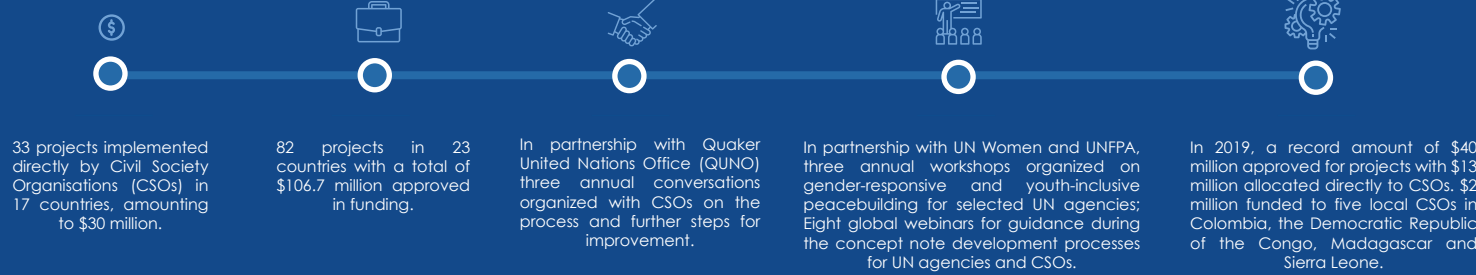 33 projects implemented
directly by Civil Society
Organisations (CSOs) in
17 countries, amounting
to $30 million.
82 projects in 23
countries with a total of
$106.7 million approved
in funding.
In partnership with Quaker
United Nations Office (QUNO)
three annual conversations
organized with CSOs on the
process and further steps for
improvement.
In partnership with UN Women and UNFPA,
three annual workshops organized on
gender-responsive and youth-inclusive
peacebuilding for selected UN agencies;
Eight global webinars for guidance during
the concept note development processes
for UN agencies and CSOs.
In 2019, a record amount of $40
million approved for projects with $13
million allocated directly to CSOs. $2
million funded to five local CSOs in
Colombia, the Democratic Republic
of the Congo, Madagascar and
Sierra Leone.